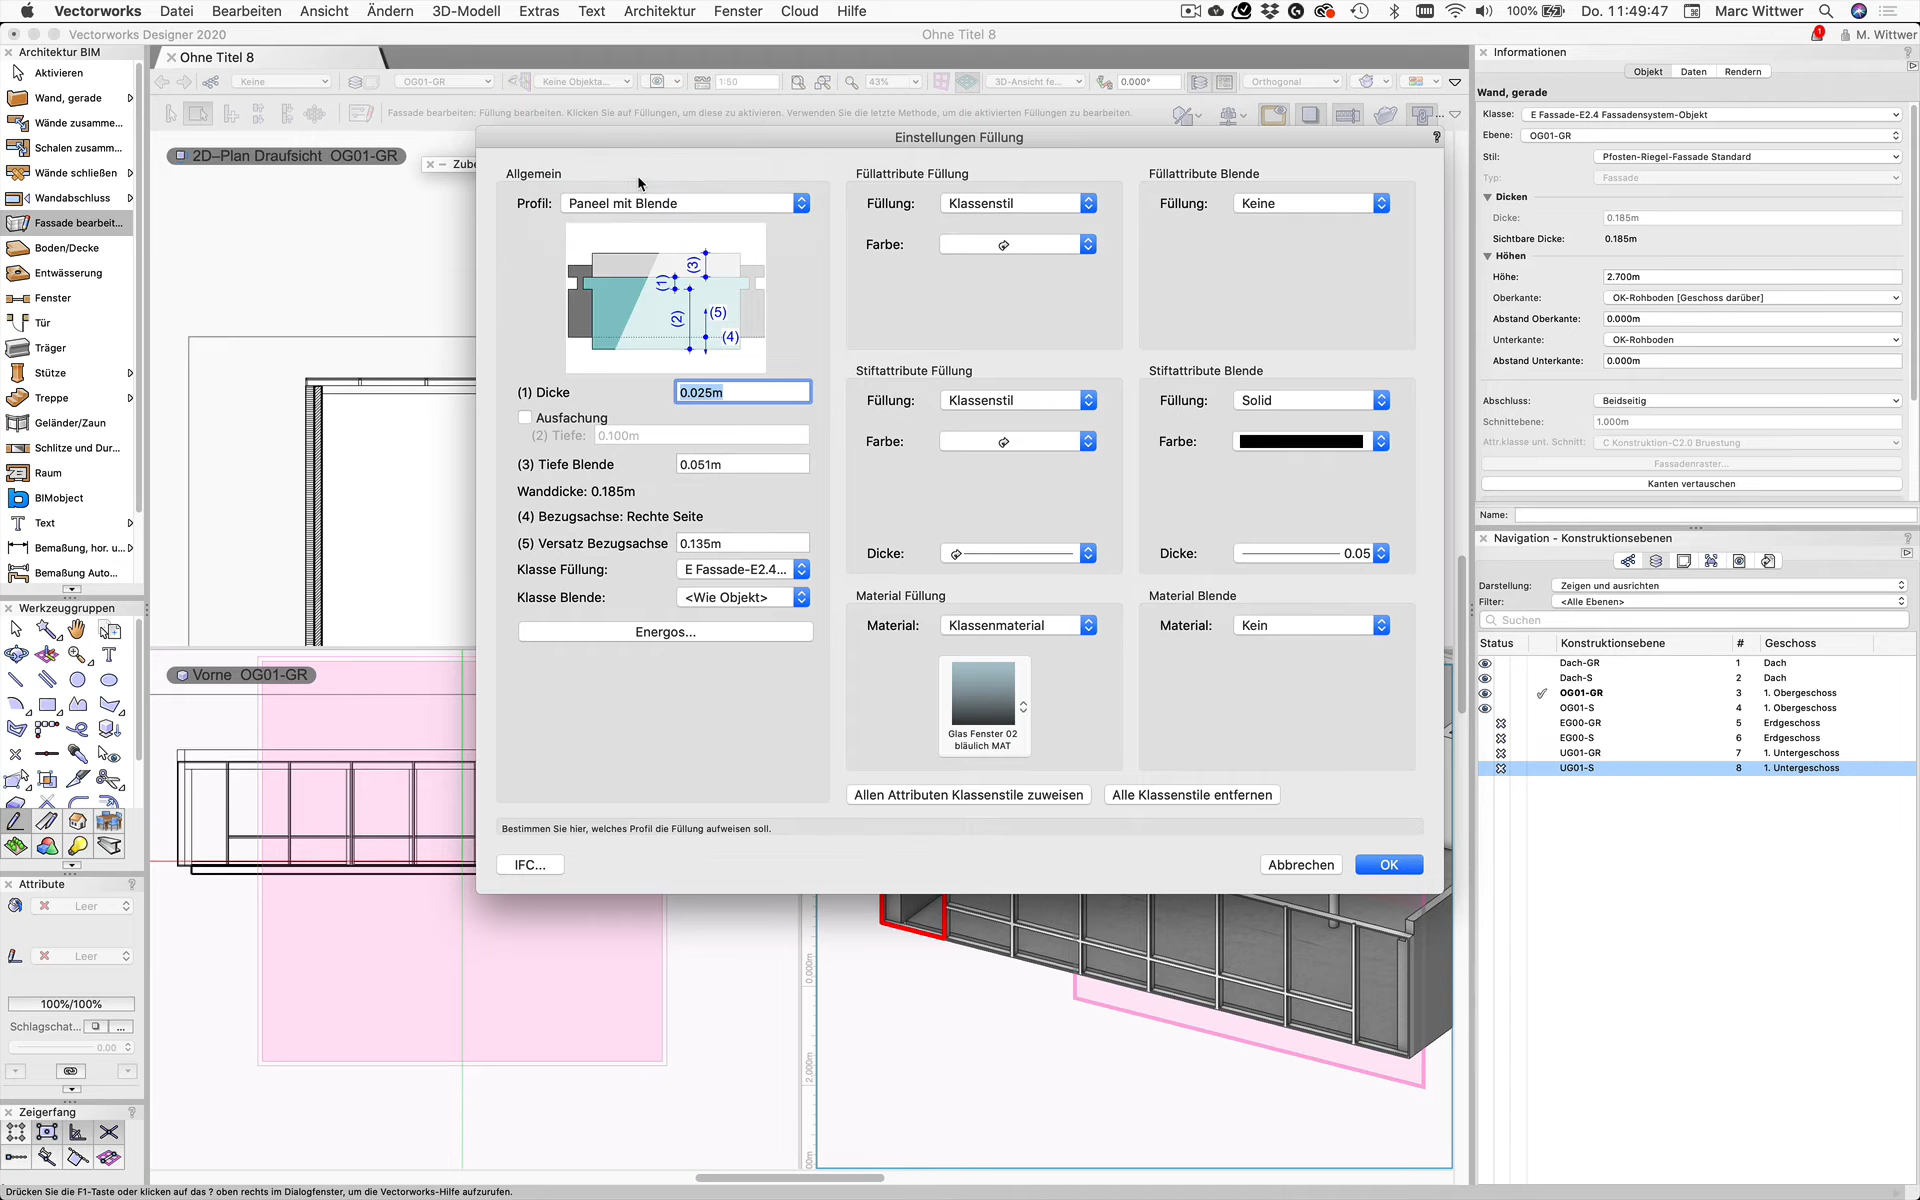 Vectorworks Datei Bearbeiten Ansicht Ändern 3D-Modell Extras Text Architektur Fenster Cloud Hilfe 100% Do. 11:49:47 Marc Wittwer
Vectorworks Designer 2020 Ohne Titel 8 1 M. Wittwer
Architektur BIM
Aktivieren
Wand, gerade
Wände zusamme...
Schalen zusamm...
Wände schließen
Wandabschluss
Fassade bearbeit...
Boden/Decke
Entwässerung
Fenster
Tür
Träger
Stütze
Treppe
Geländer/Zaun
Schlitze und Dur...
Raum
BIMobject
Text
Bemaßung, hor. u...
Bemaßung Auto...
Werkzeuggruppen
Attribute
Leer
Leer
100%/100%
Schlagschat...
...
0.00
Zeigerfang
Ohne Titel 8
Keine OG01-GR Keine Objekta... 1:50 43% 3D-Ansicht fe... 0.000° Orthogonal
Fassade bearbeiten: Füllung bearbeiten. Klicken Sie auf Füllungen, um diese zu aktivieren. Verwenden Sie die letzte Methode, um die aktivierten Füllungen zu bearbeiten.
2D–Plan Draufsicht OG01-GR
Zube
Vorne OG01-GR
0,000m
2,000m
Einstellungen Füllung ?
Allgemein
Profil: Paneel mit Blende
(3)
(1)
(5)
(2)
(4)
(1) Dicke 0.025m
Ausfachung
(2) Tiefe: 0.100m
(3) Tiefe Blende 0.051m
Wanddicke: 0.185m
(4) Bezugsachse: Rechte Seite
(5) Versatz Bezugsachse 0.135m
Klasse Füllung: E Fassade-E2.4...
Klasse Blende: <Wie Objekt>
Energos...
Füllattribute Füllung
Füllung: Klassenstil
Farbe:
Stiftattribute Füllung
Füllung: Klassenstil
Farbe:
Dicke:
Material Füllung
Material: Klassenmaterial
Glas Fenster 02
bläulich MAT
Füllattribute Blende
Füllung: Keine
Stiftattribute Blende
Füllung: Solid
Farbe:
Dicke: 0.05
Material Blende
Material: Kein
Allen Attributen Klassenstile zuweisen Alle Klassenstile entfernen
Bestimmen Sie hier, welches Profil die Füllung aufweisen soll.
IFC... Abbrechen OK
Informationen
Objekt Daten Rendern
Wand, gerade
Klasse: E Fassade-E2.4 Fassadensystem-Objekt
Ebene: OG01-GR
Stil: Pfosten-Riegel-Fassade Standard
Typ: Fassade
Dicken
Dicke: 0.185m
Sichtbare Dicke: 0.185m
Höhen
Höhe: 2.700m
Oberkante: OK-Rohboden [Geschoss darüber]
Abstand Oberkante: 0.000m
Unterkante: OK-Rohboden
Abstand Unterkante: 0.000m
Abschluss: Beidseitig
Schnittebene: 1.000m
Attr.klasse unt. Schnitt: C Konstruktion-C2.0 Bruestung
Fassadenraster...
Kanten vertauschen
Name:
Navigation - Konstruktionsebenen
Darstellung: Zeigen und ausrichten
Filter: <Alle Ebenen>
Suchen
Status Konstruktionsebene # Geschoss
Dach-GR 1 Dach
Dach-S 2 Dach
OG01-GR 3 1. Obergeschoss
OG01-S 4 1. Obergeschoss
EG00-GR 5 Erdgeschoss
EG00-S 6 Erdgeschoss
UG01-GR 7 1. Untergeschoss
UG01-S 8 1. Untergeschoss
Drücken Sie die F1-Taste oder klicken auf das ? oben rechts im Dialogfenster, um die Vectorworks-Hilfe aufzurufen.